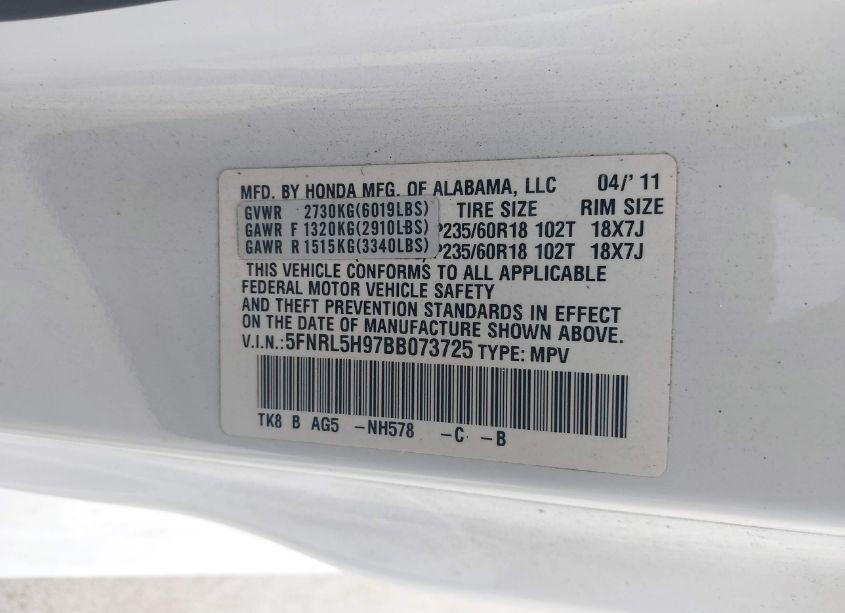 MFD. BY HONDA MFG. OF ALABAMA, LLC 04/'11
GVWR 2730KG(6019LBS) TIRE SIZE RIM SIZE
GAWR F 1320KG(2910LBS) P235/60R18 102T 18X7J
GAWR R 1515KG(3340LBS) P235/60R18 102T 18X7J
THIS VEHICLE CONFORMS TO ALL APPLICABLE
FEDERAL MOTOR VEHICLE SAFETY
AND THEFT PREVENTION STANDARDS IN EFFECT
ON THE DATE OF MANUFACTURE SHOWN ABOVE.
V.I.N.:5FNRL5H97BB073725 TYPE: MPV
TK8 B AG5 -NH578 -C -B